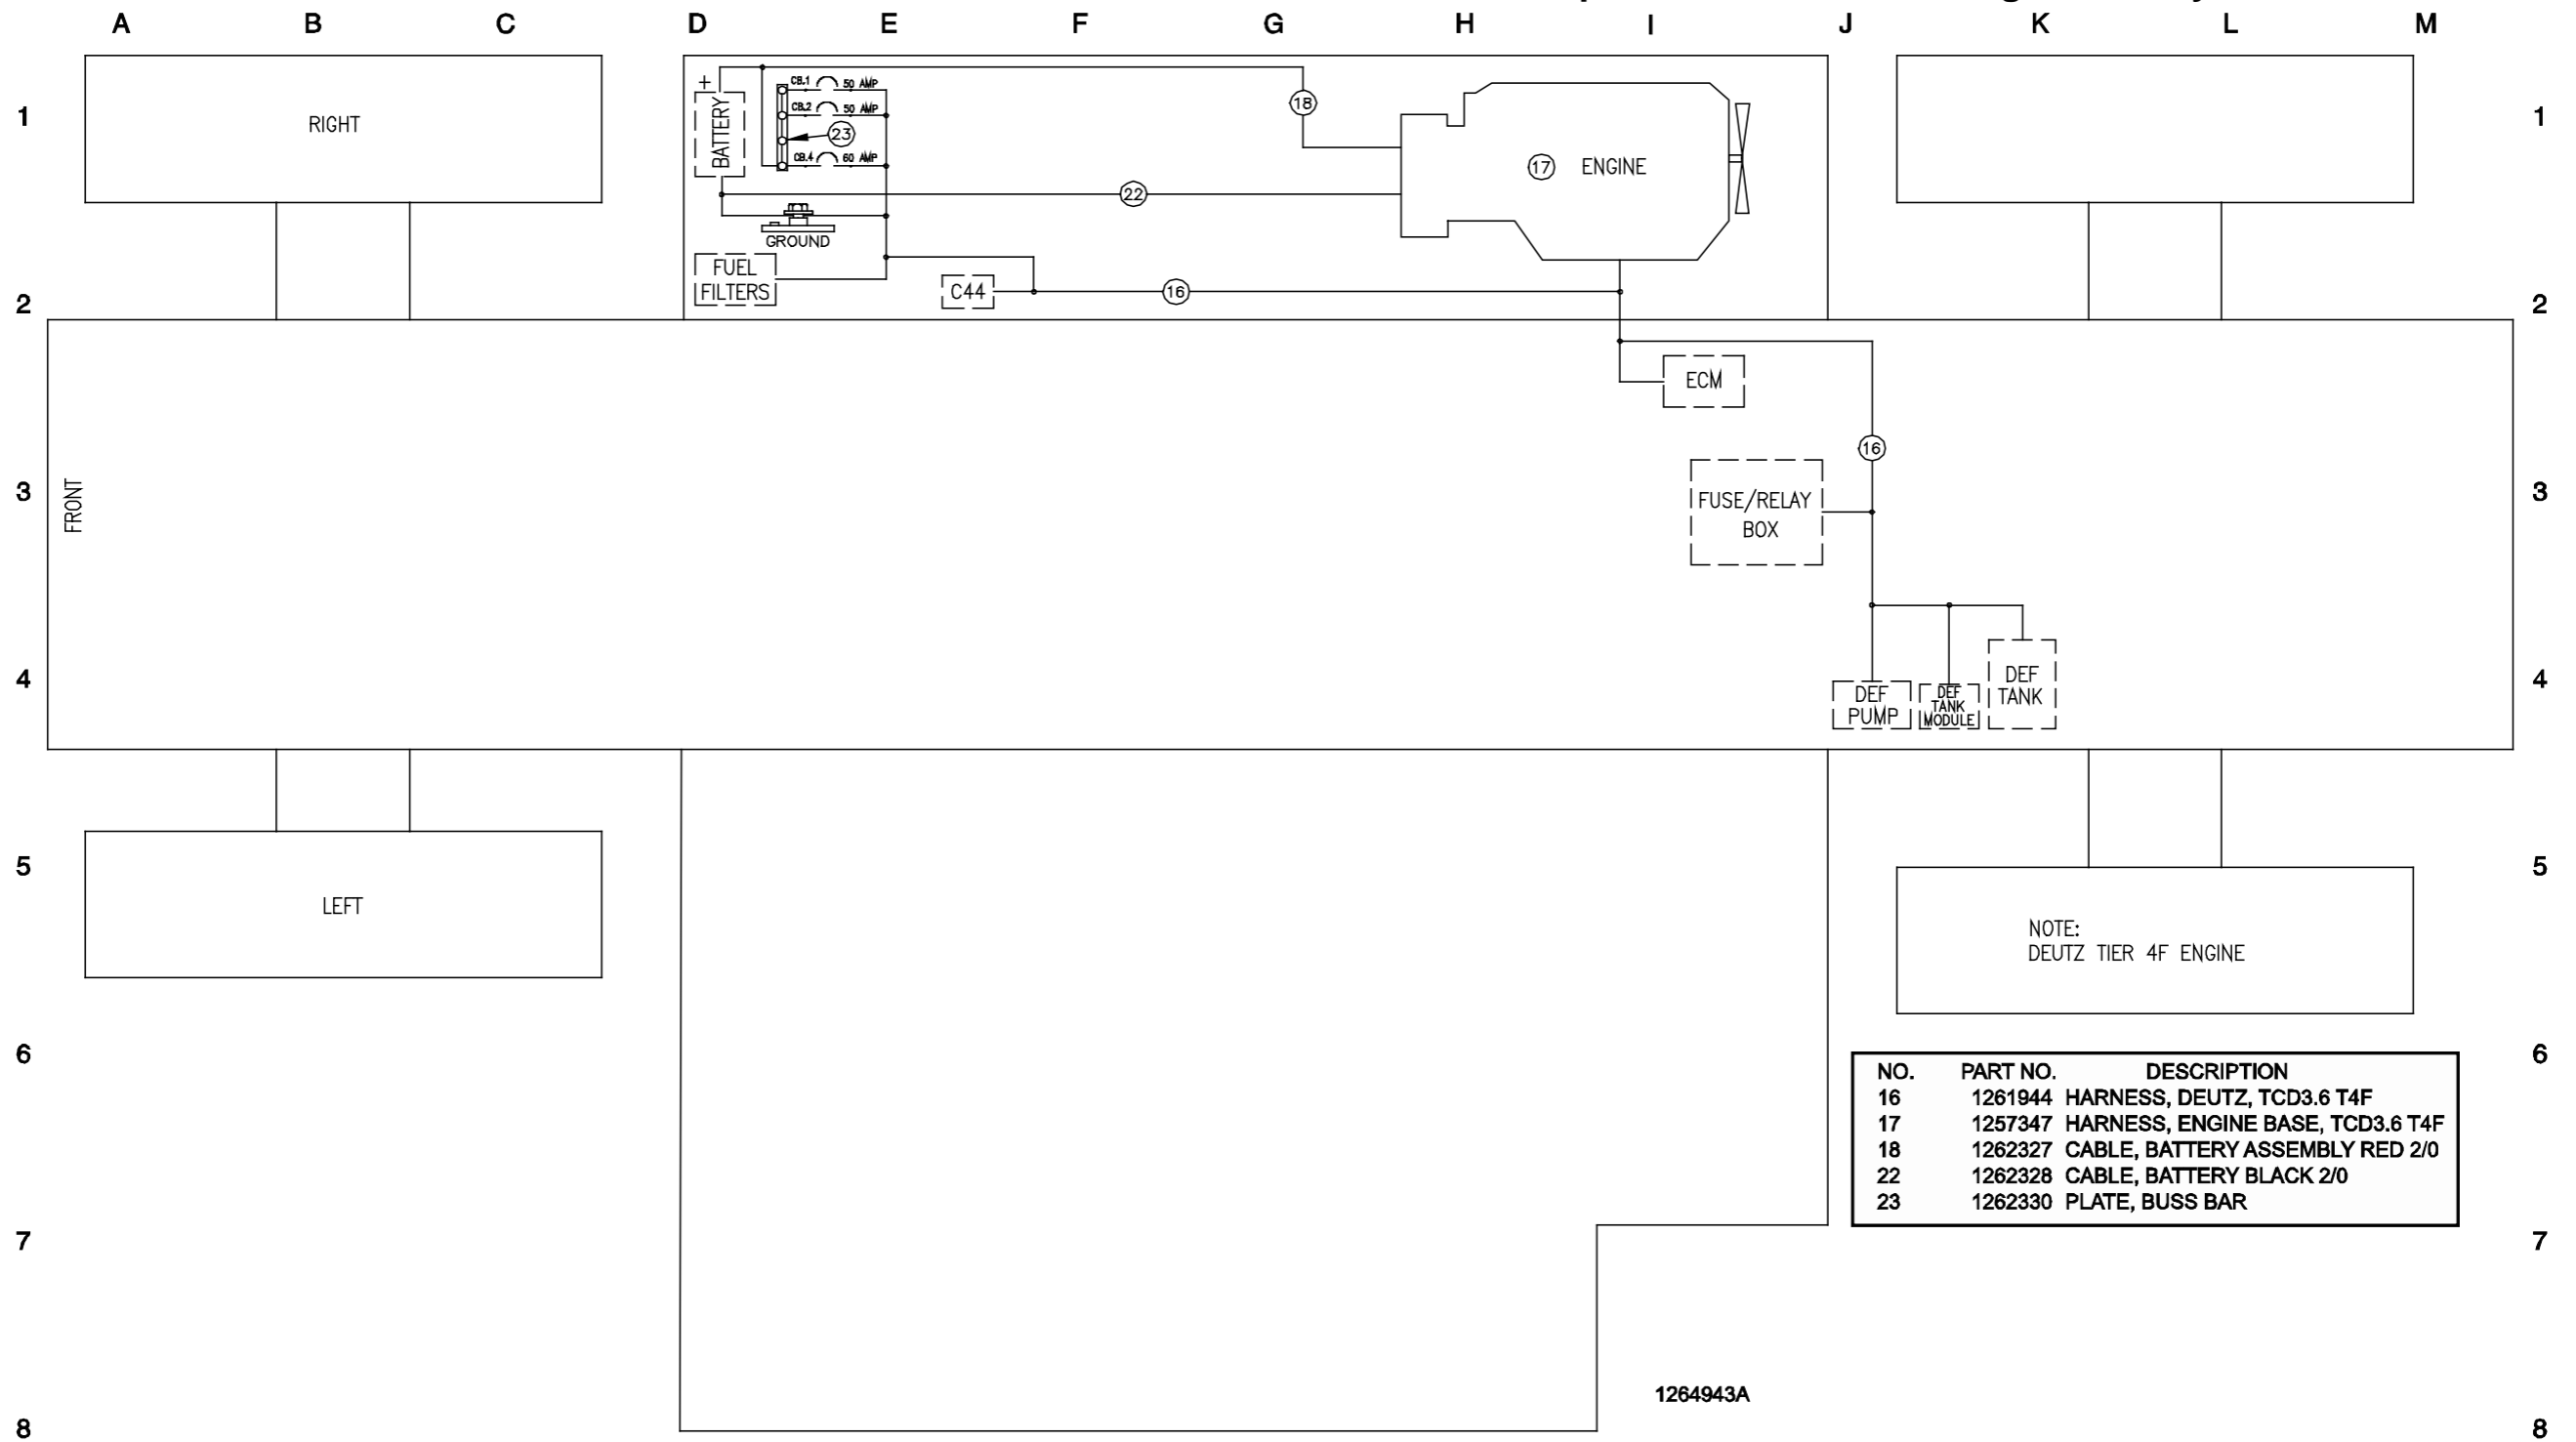 A B C D E F G H I J K L M
1 1
2 2
3 3
4 4
5 5
6 6
7 7
8 8
RIGHT
+
BATTERY
CB.1 50 AMP
CB.2 50 AMP
23
CB.4 60 AMP
18
22
17 ENGINE
GROUND
FUEL
FILTERS
C44
16
FRONT
ECM
16
FUSE/RELAY
BOX
DEF
PUMP
DEF
TANK
MODULE
DEF
TANK
LEFT
NOTE:
DEUTZ TIER 4F ENGINE
NO. PART NO. DESCRIPTION
16 1261944 HARNESS, DEUTZ, TCD3.6 T4F
17 1257347 HARNESS, ENGINE BASE, TCD3.6 T4F
18 1262327 CABLE, BATTERY ASSEMBLY RED 2/0
22 1262328 CABLE, BATTERY BLACK 2/0
23 1262330 PLATE, BUSS BAR
1264943A